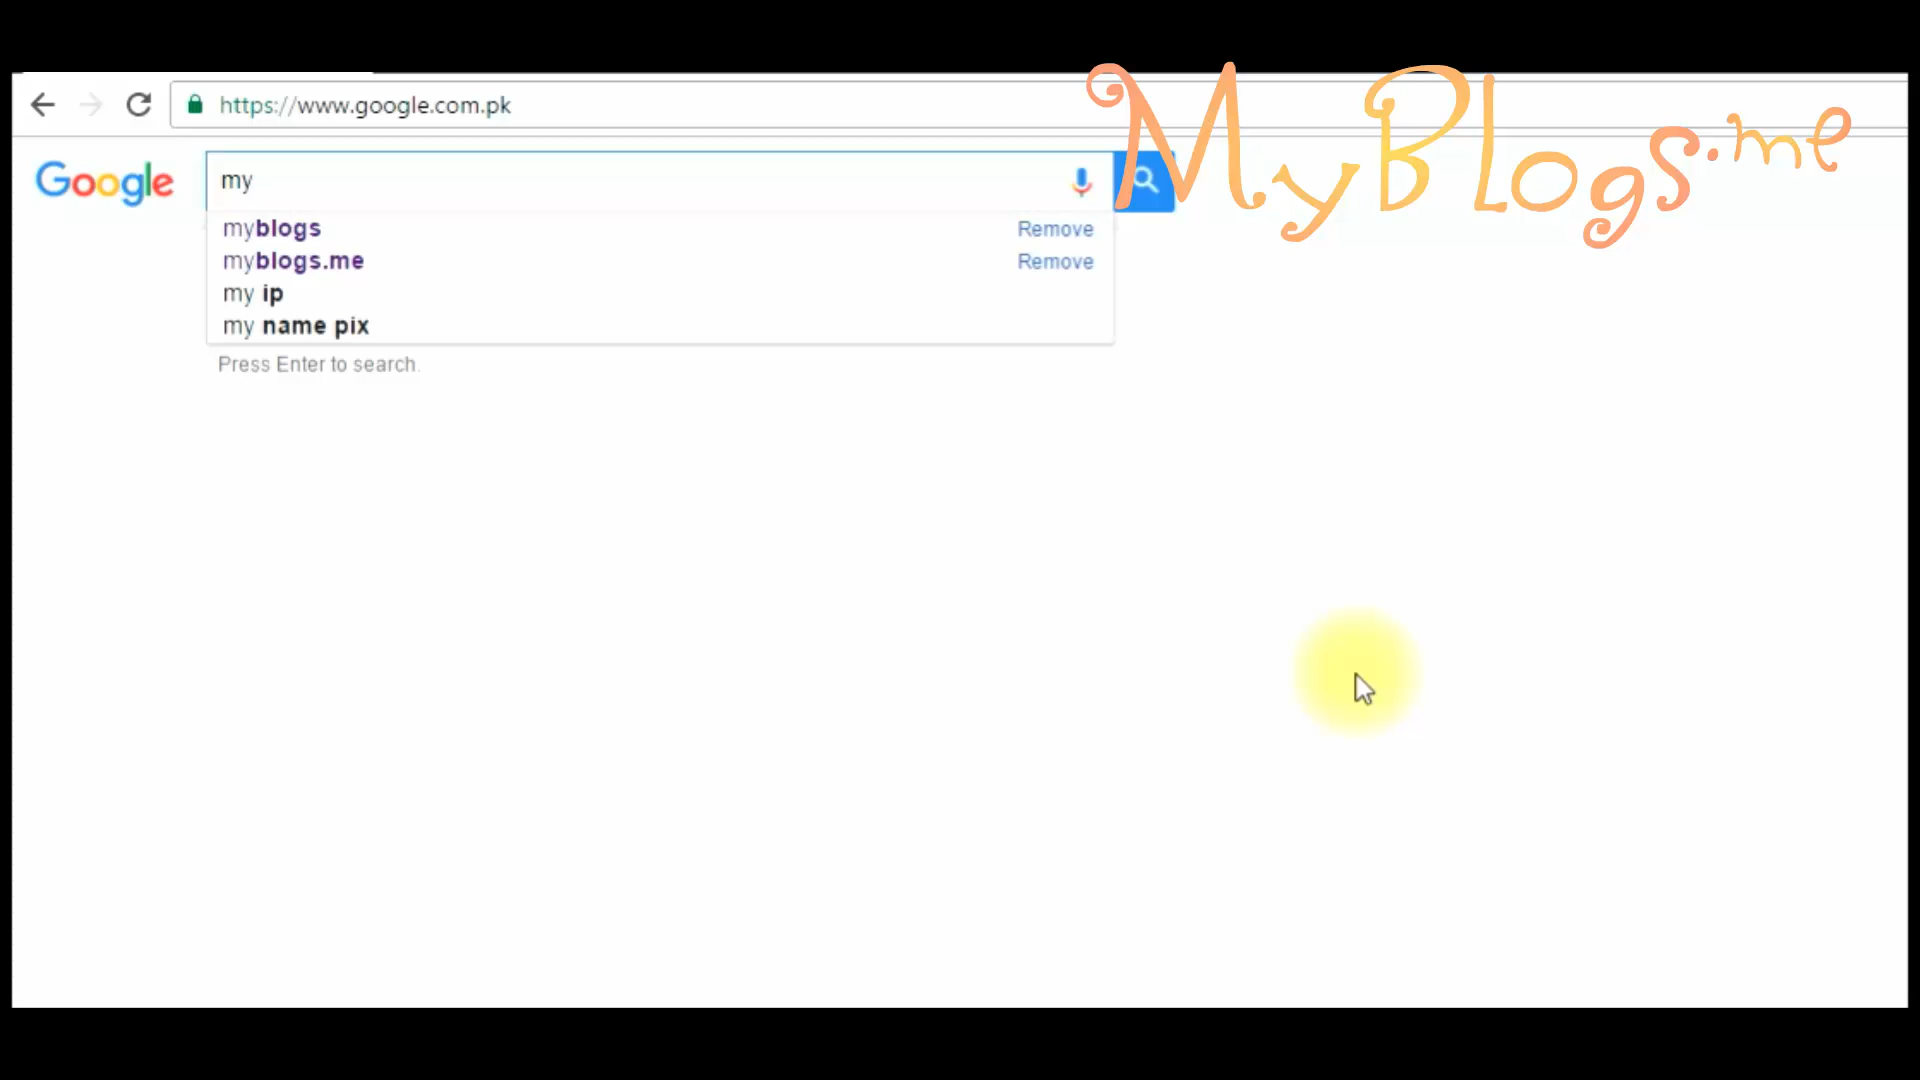 https://www.google.com.pk
MyBlogs.me
Google
my
myblogs Remove
myblogs.me Remove
my ip
my name pix
Press Enter to search.